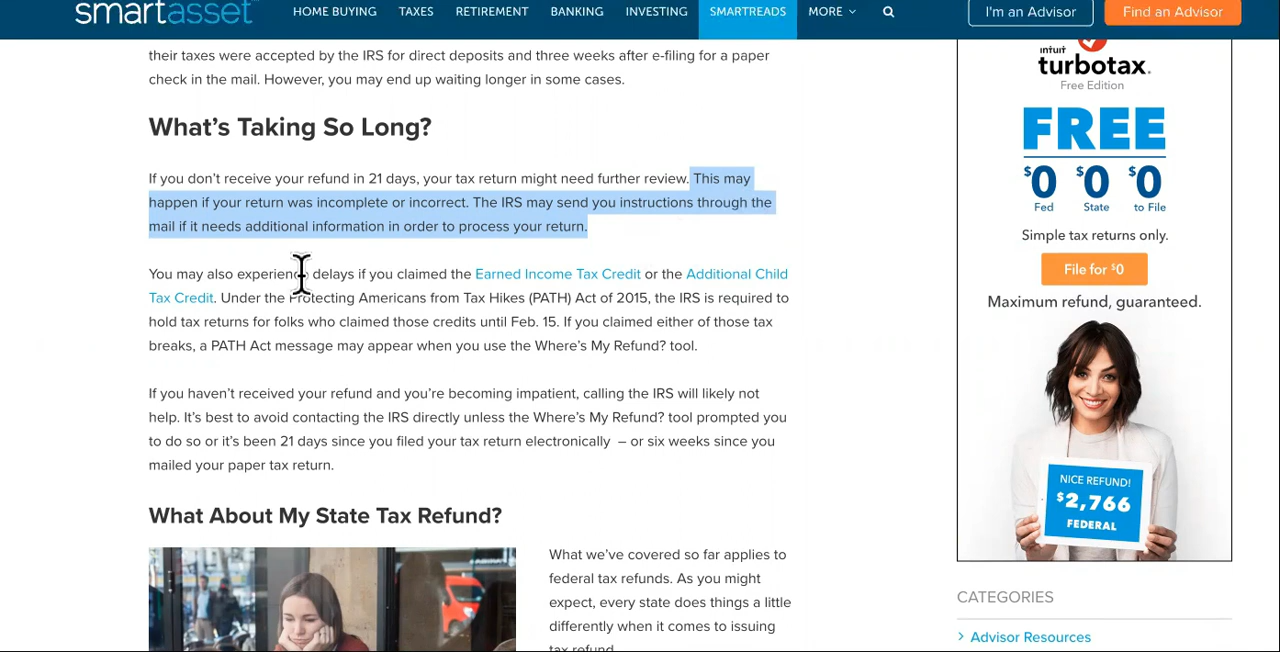 smartasset
HOME BUYING TAXES RETIREMENT BANKING INVESTING SMARTREADS MORE I'm an Advisor Find an Advisor
their taxes were accepted by the IRS for direct deposits and three weeks after e-filing for a paper
check in the mail. However, you may end up waiting longer in some cases.
What's Taking So Long?
If you don't receive your refund in 21 days, your tax return might need further review. This may
happen if your return was incomplete or incorrect. The IRS may send you instructions through the
mail if it needs additional information in order to process your return.
You may also experience delays if you claimed the Earned Income Tax Credit or the Additional Child
Tax Credit. Under the Protecting Americans from Tax Hikes (PATH) Act of 2015, the IRS is required to
hold tax returns for folks who claimed those credits until Feb. 15. If you claimed either of those tax
breaks, a PATH Act message may appear when you use the Where's My Refund? tool.
If you haven't received your refund and you're becoming impatient, calling the IRS will likely not
help. It's best to avoid contacting the IRS directly unless the Where's My Refund? tool prompted you
to do so or it's been 21 days since you filed your tax return electronically – or six weeks since you
mailed your paper tax return.
What About My State Tax Refund?
What we've covered so far applies to
federal tax refunds. As you might
expect, every state does things a little
differently when it comes to issuing
tax refund
intuit
turbotax.
Free Edition
FREE
$0 $0 $0
Fed State to File
Simple tax returns only.
File for $0
Maximum refund, guaranteed.
NICE REFUND!
$2,766
FEDERAL
CATEGORIES
> Advisor Resources